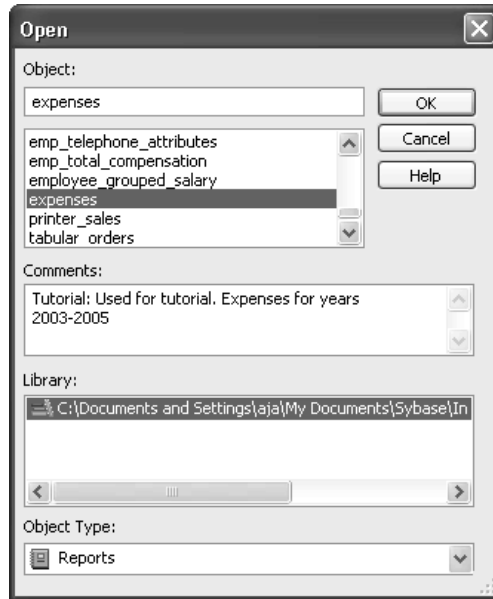 Open
Object:
expenses
OK
emp_telephone_attributes
emp_total_compensation
employee_grouped_salary
expenses
printer_sales
tabular_orders
Cancel
Help
Comments:
Tutorial: Used for tutorial. Expenses for years
2003-2005
Library:
C:\Documents and Settings\aja\My Documents\Sybase\In
Object Type:
Reports